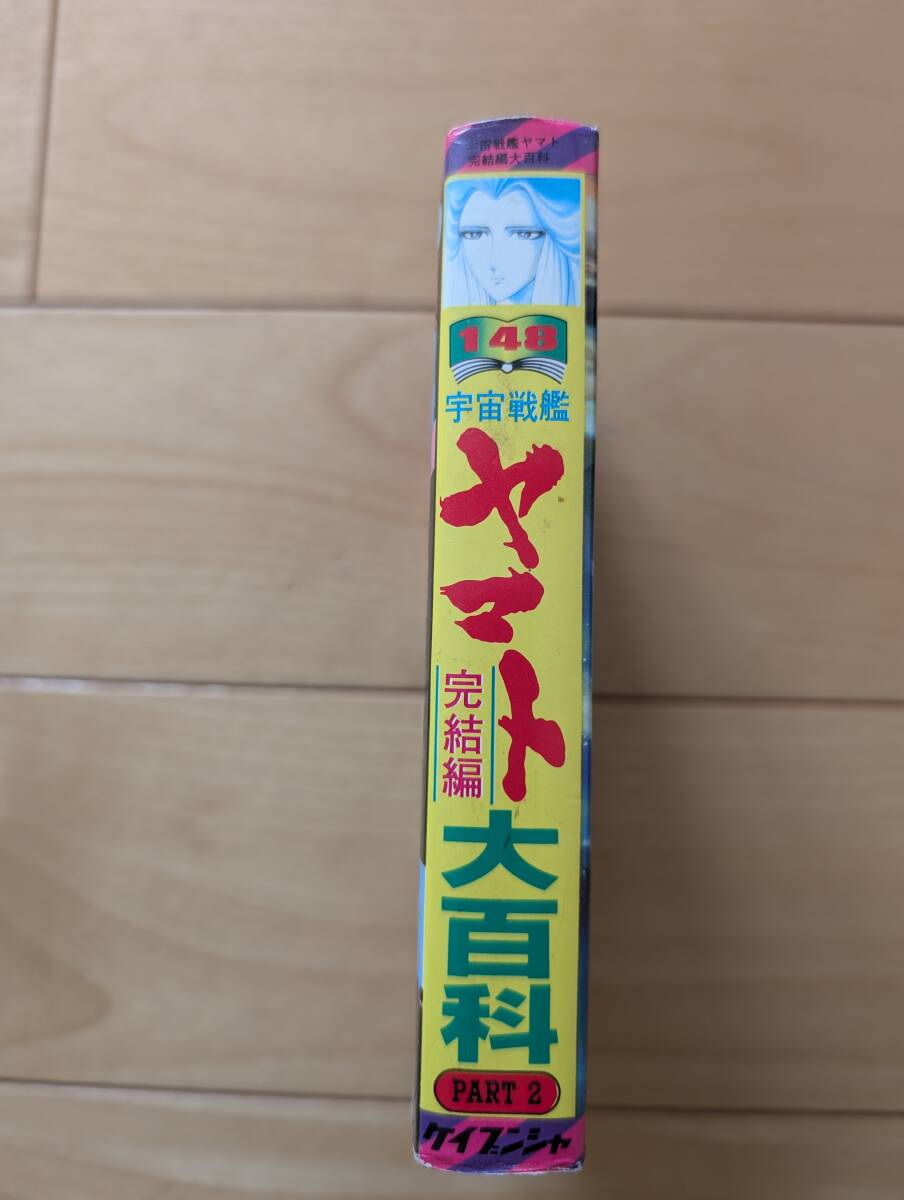 宇宙戦艦ヤマト
完結編大百科
148
宇宙戦艦
ヤマト
完結編
大百科
PART 2
ケイブンシャ